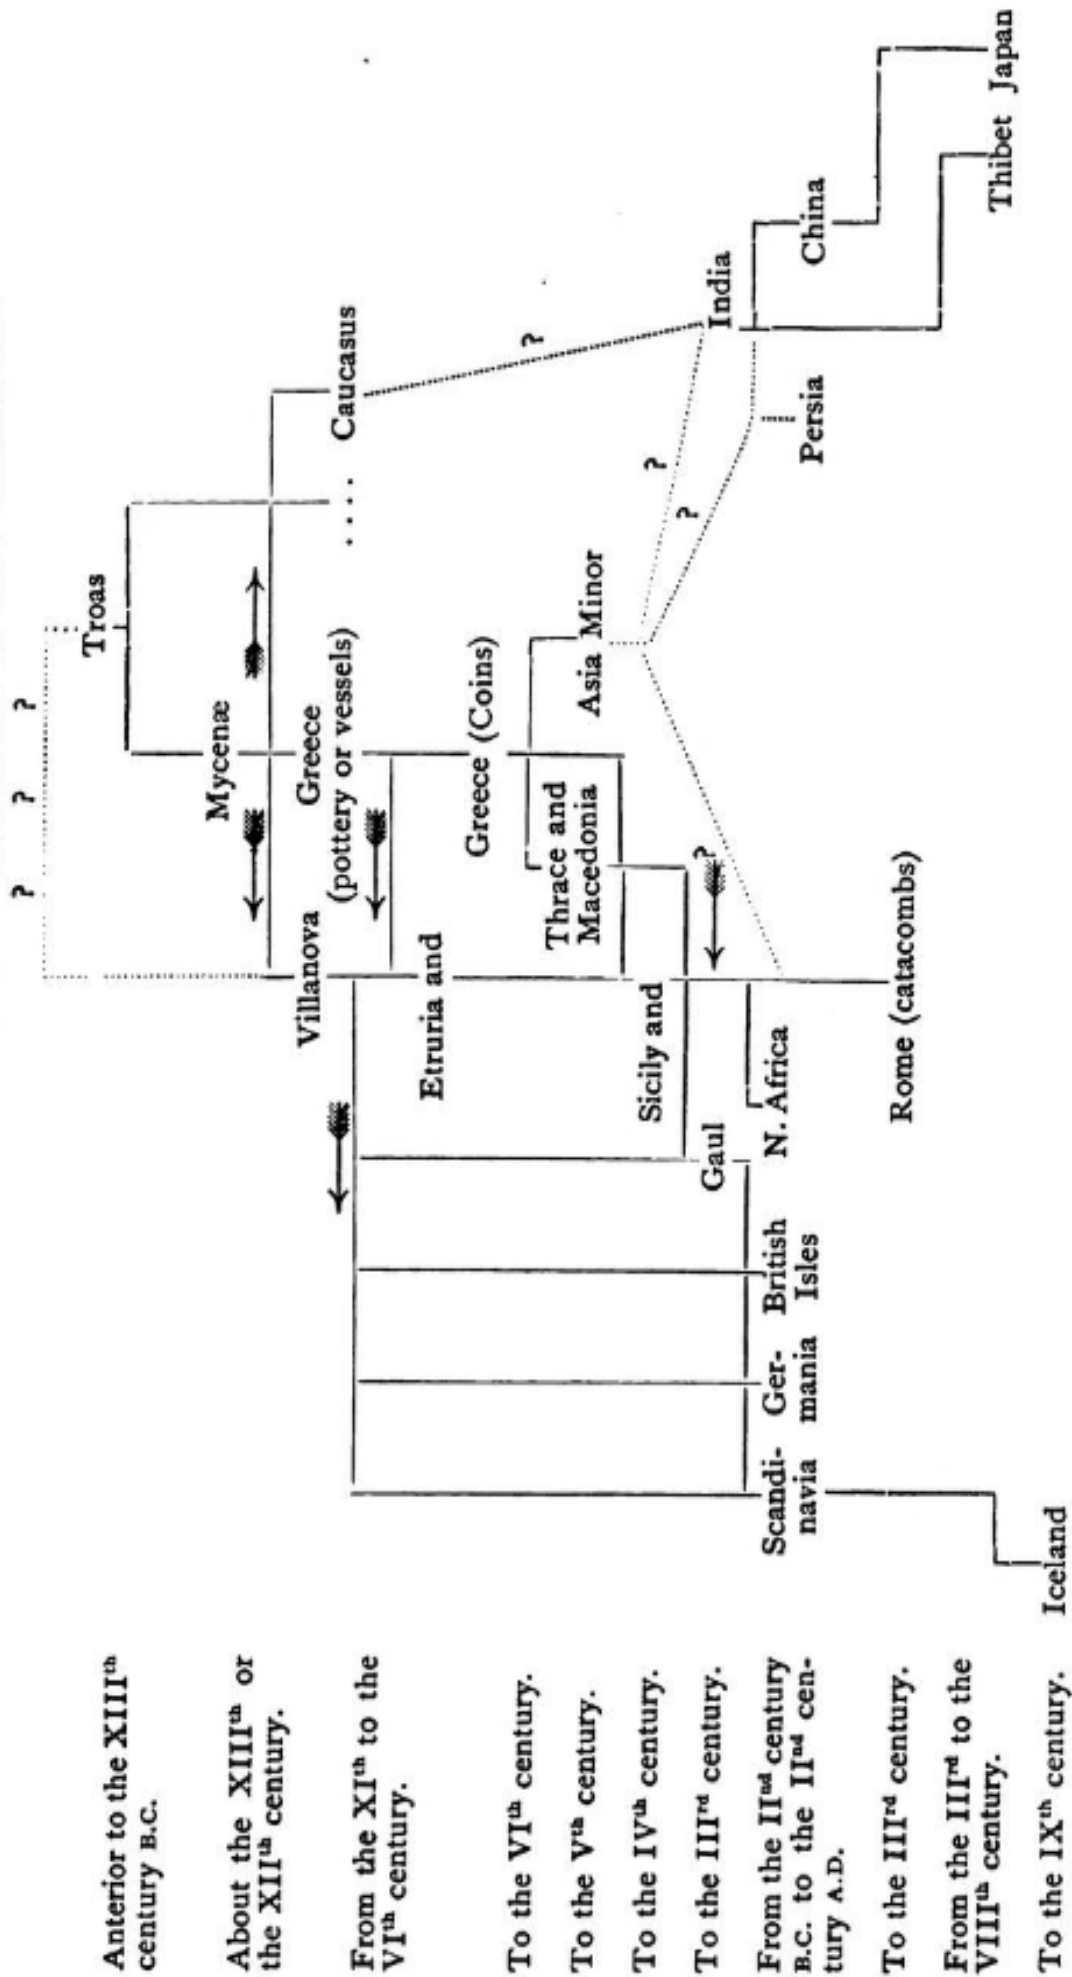 Anterior to the XIIIth
century B.C.
? ? ?
Troas
About the XIIIth or
the XIIth century.
Mycenæ
From the XIth to the
VIth century.
Villanova
Greece
(pottery or vessels)
. . . .
Caucasus
Etruria and
To the VIth century.
Greece (Coins)
?
To the Vth century.
Thrace and
Macedonia
Asia Minor
To the IVth century.
Sicily and
?
?
To the IIIrd century.
Gaul
?
India
From the IInd century
B.C. to the IInd cen-
tury A.D.
Scandi-
navia
Ger-
mania
British
Isles
N. Africa
Persia
China
To the IIIrd century.
Rome (catacombs)
From the IIIrd to the
VIIIth century.
Thibet
Japan
To the IXth century.
Iceland